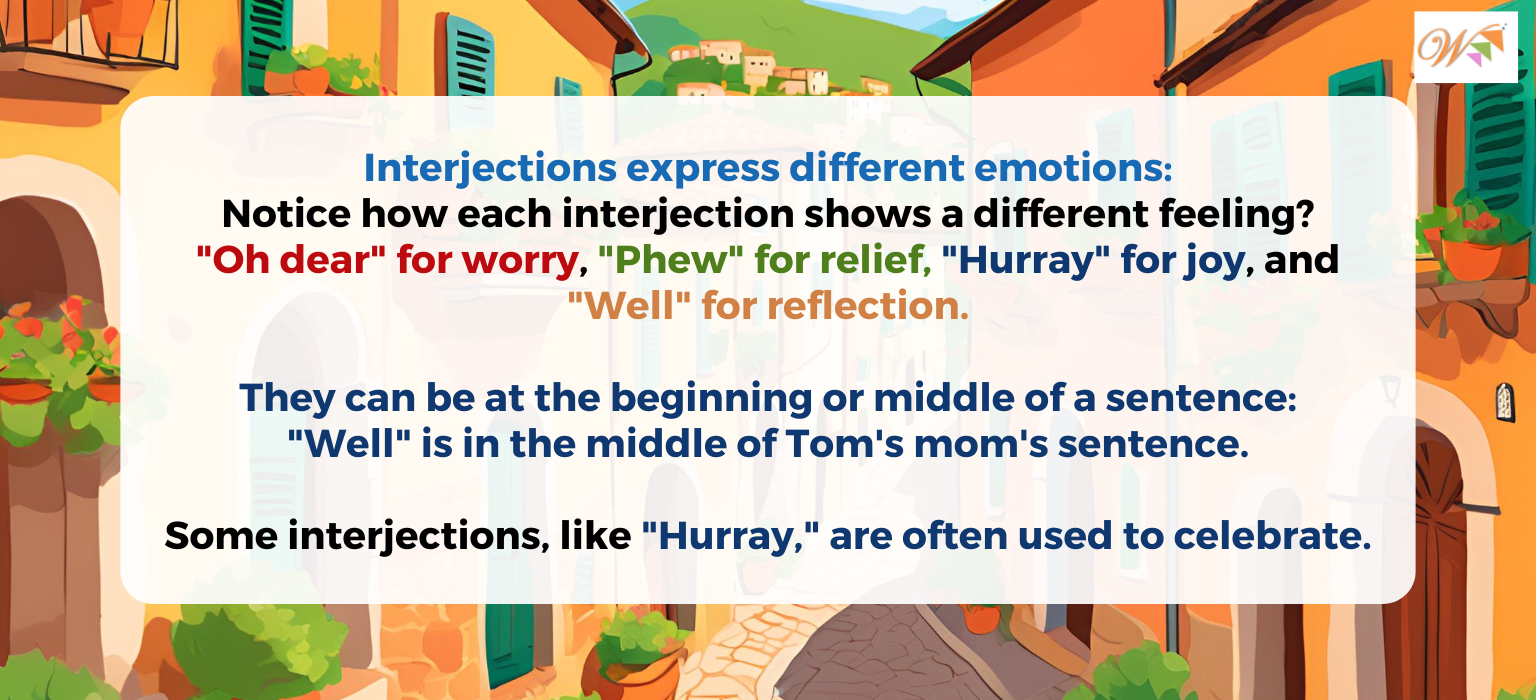 W
Interjections express different emotions:
Notice how each interjection shows a different feeling?
"Oh dear" for worry, "Phew" for relief, "Hurray" for joy, and
"Well" for reflection.
They can be at the beginning or middle of a sentence:
"Well" is in the middle of Tom's mom's sentence.
Some interjections, like "Hurray," are often used to celebrate.